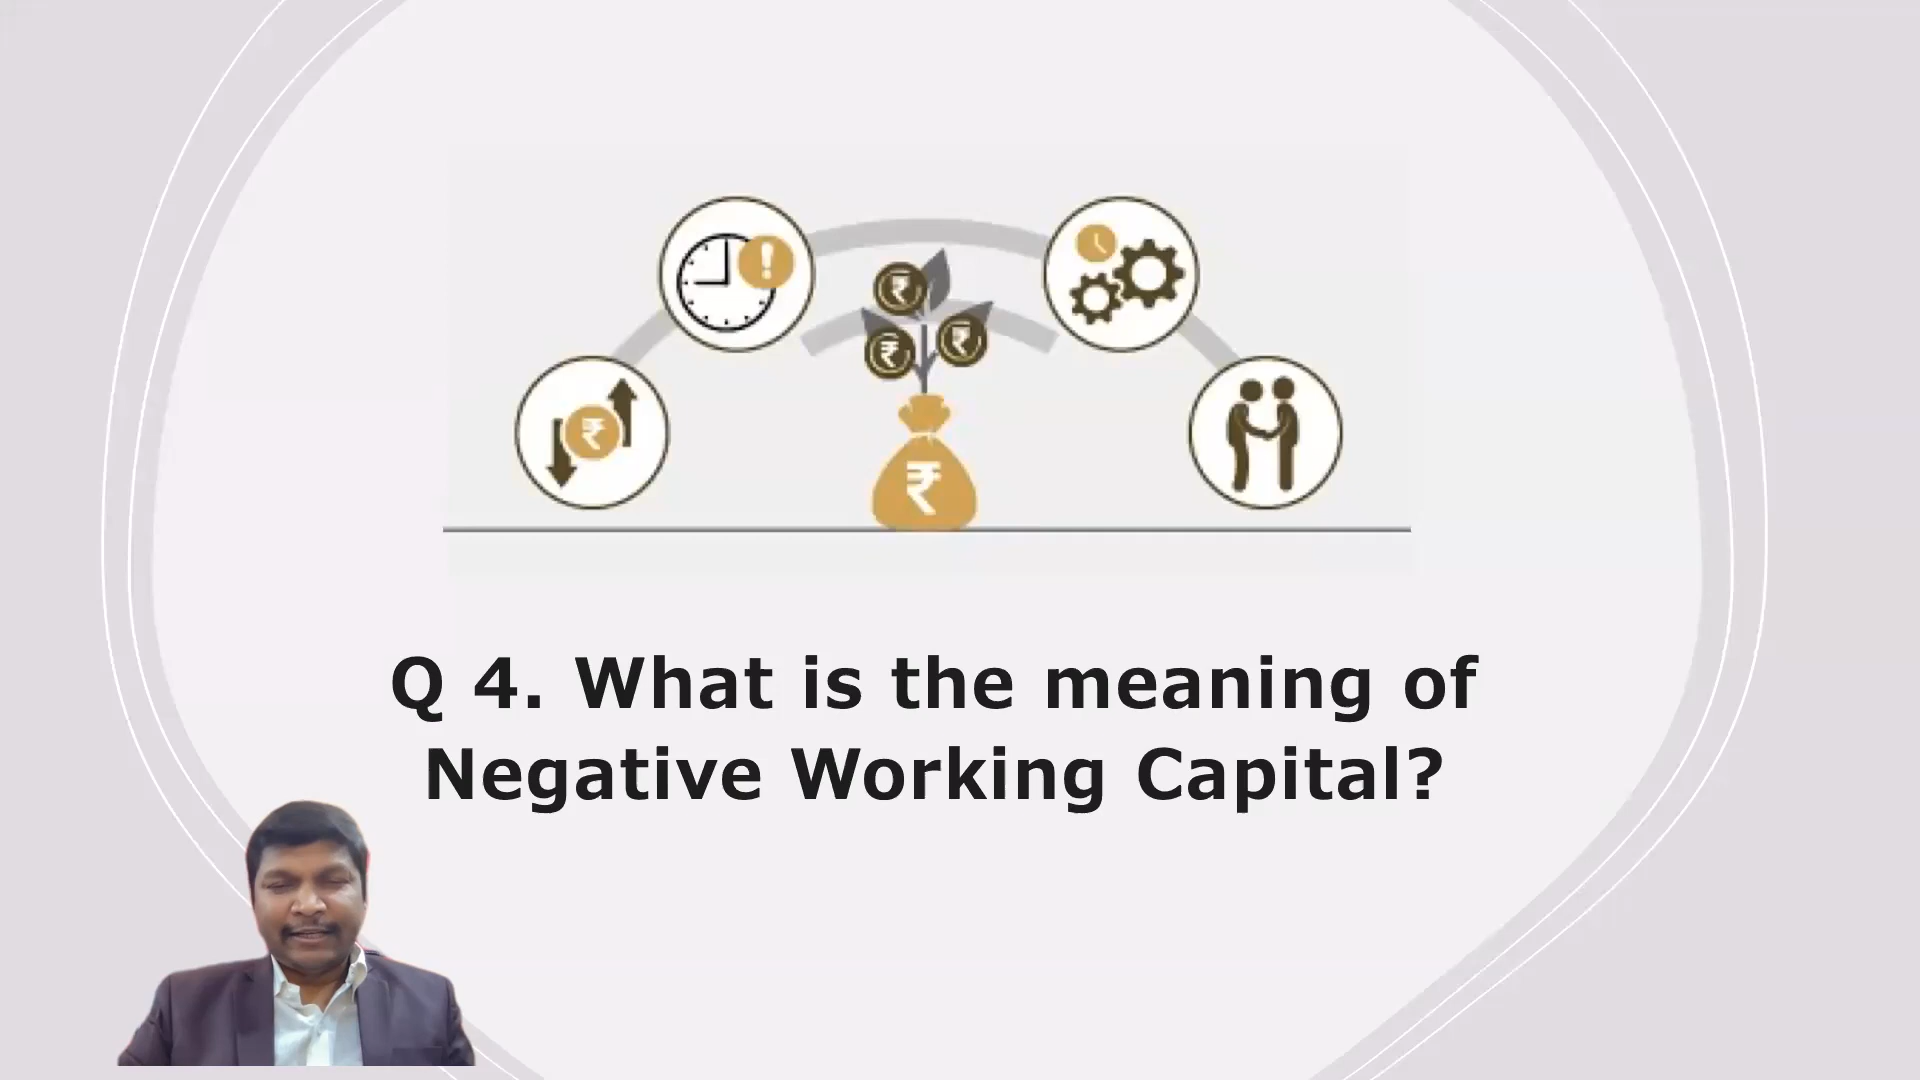 Q 4. What is the meaning of
Negative Working Capital?